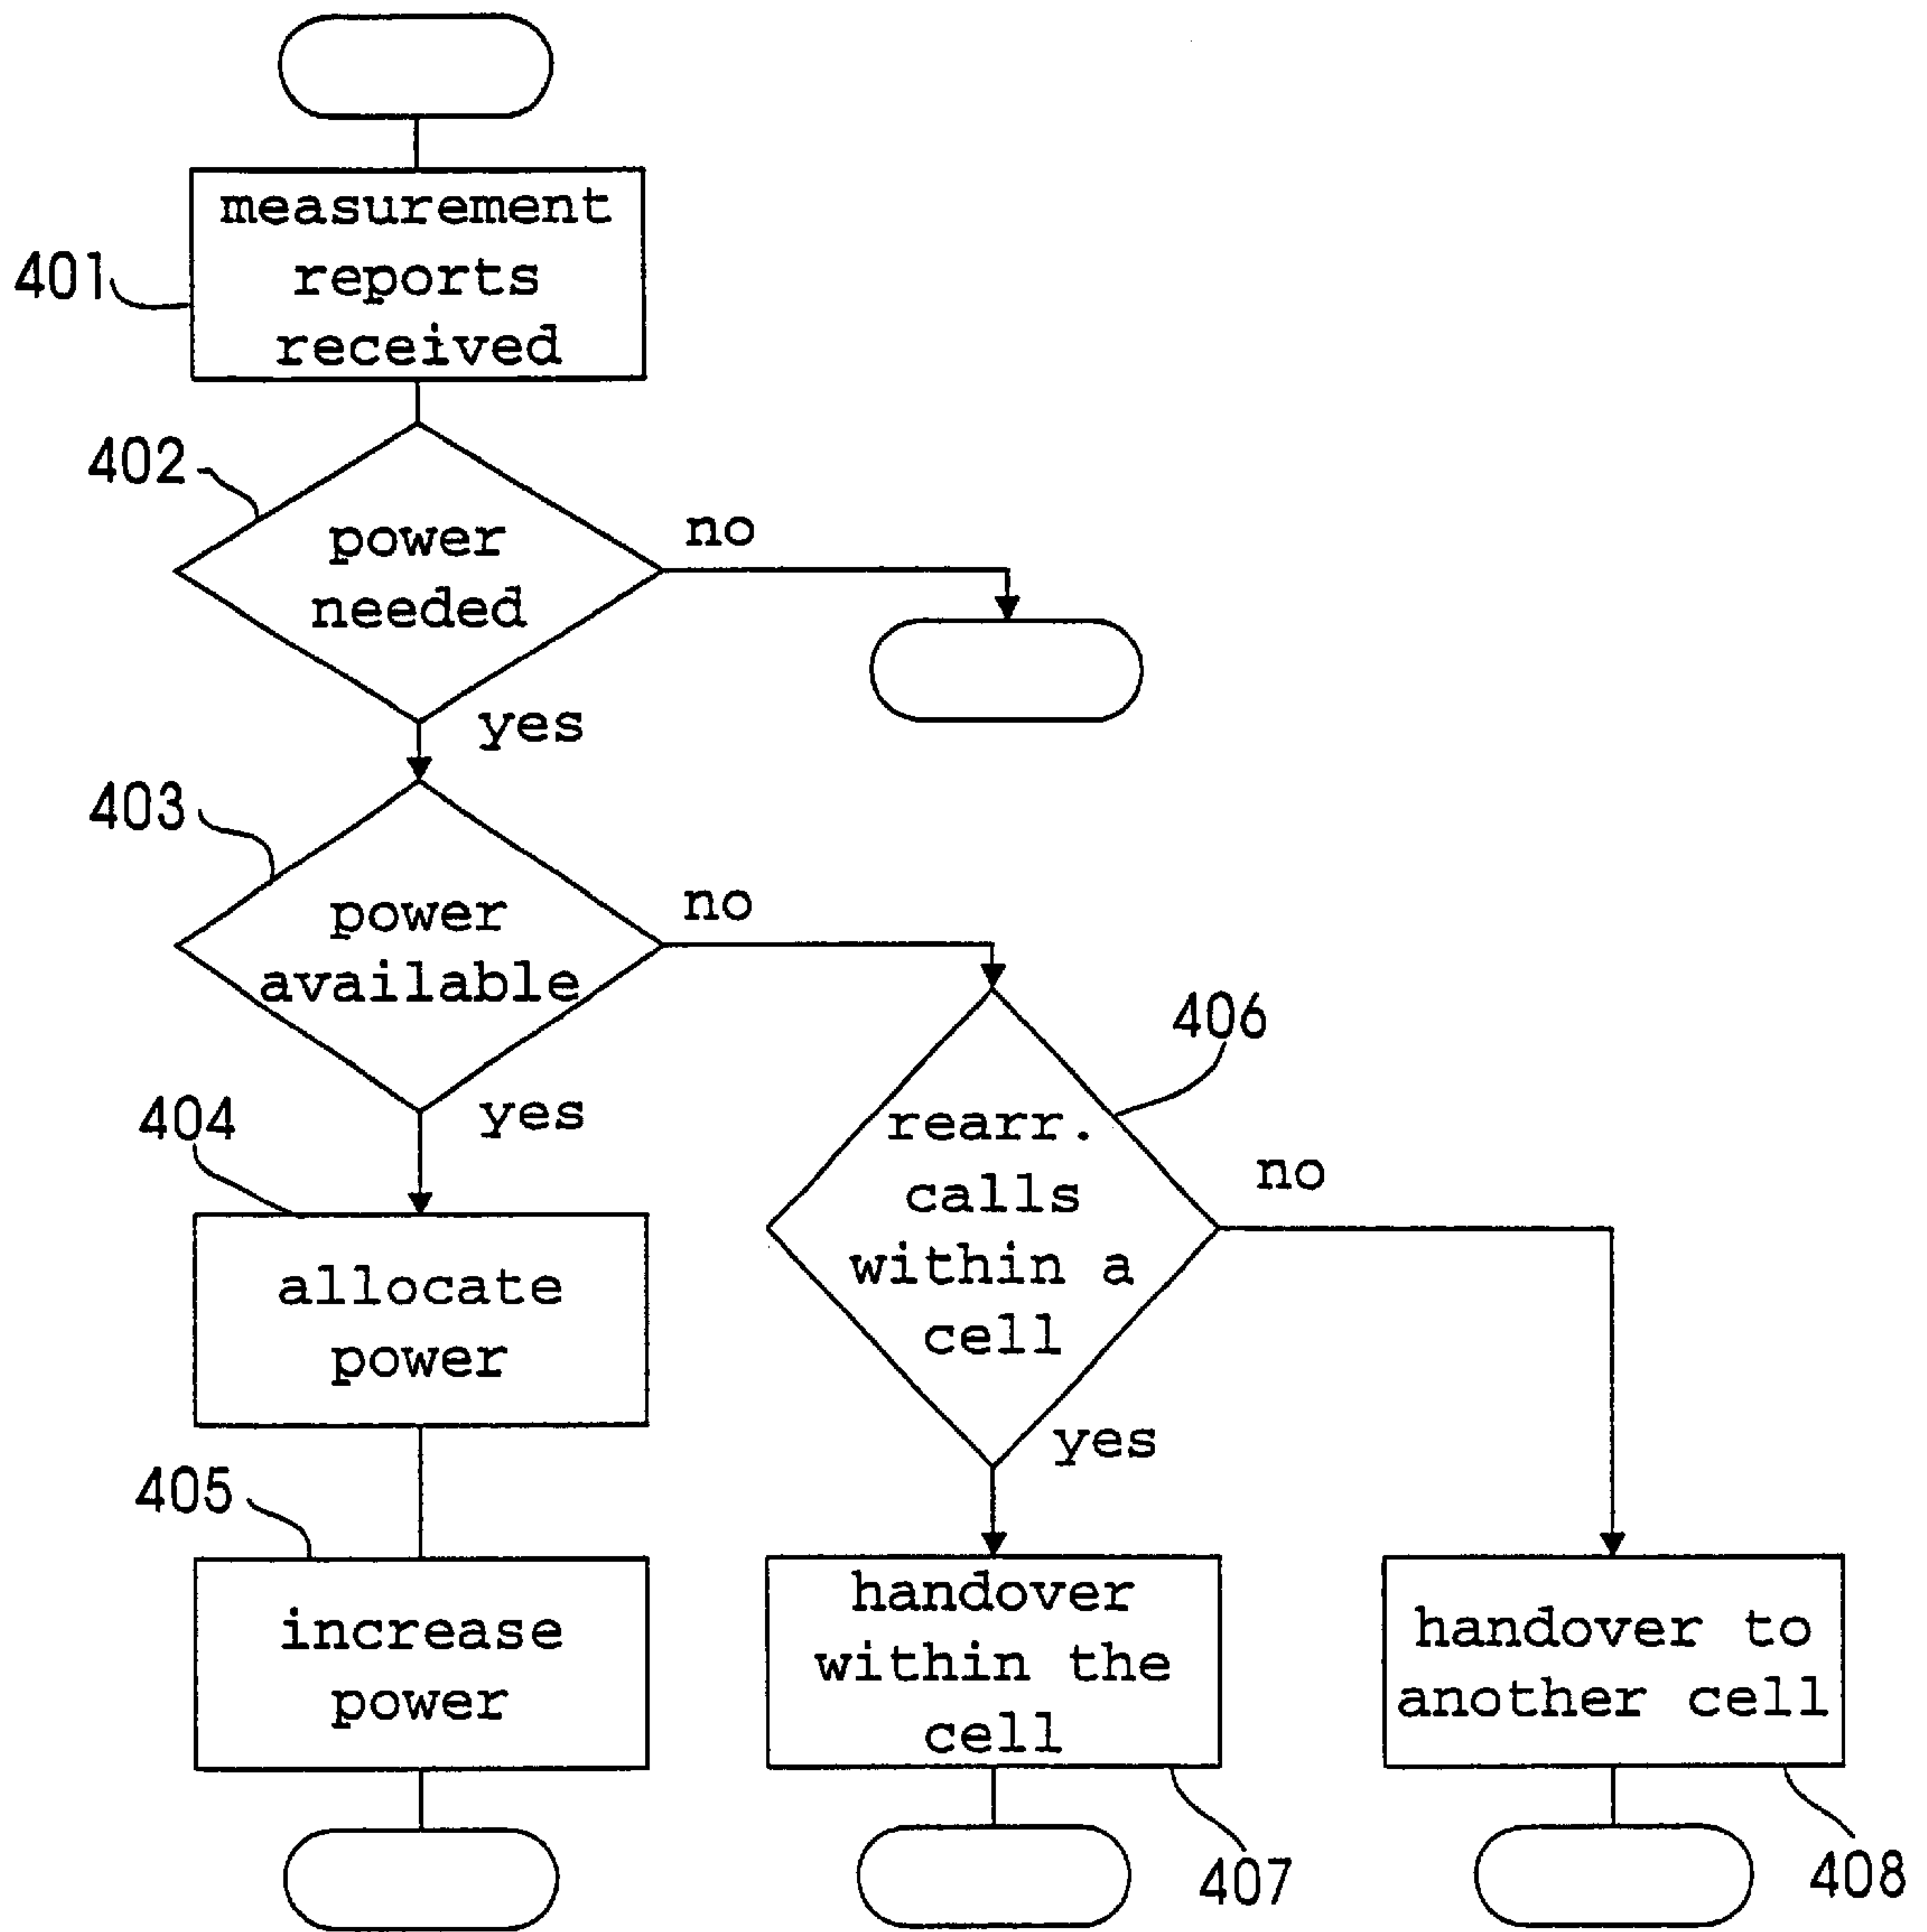 measurement
reports
received
401
402
power
needed
no
yes
403
power
available
no
yes
404
allocate
power
406
rearr.
calls
within a
cell
no
yes
405
increase
power
handover
within the
cell
407
handover to
another cell
408